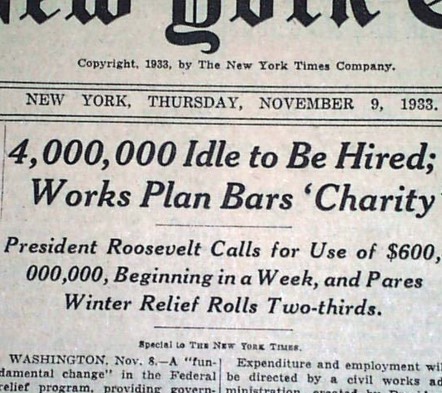 New York
Copyright, 1933, by The New York Times Company.
NEW YORK, THURSDAY, NOVEMBER 9, 1933.
4,000,000 Idle to Be Hired;
Works Plan Bars ‘Charity
President Roosevelt Calls for Use of $600,
000,000, Beginning in a Week, and Pares
Winter Relief Rolls Two-thirds.
Special to THE NEW YORK TIMES.
WASHINGTON, Nov. 8.—A "fun-
damental change" in the Federal
relief program, providing govern-
Expenditure and employment wil
be directed by a civil works ad